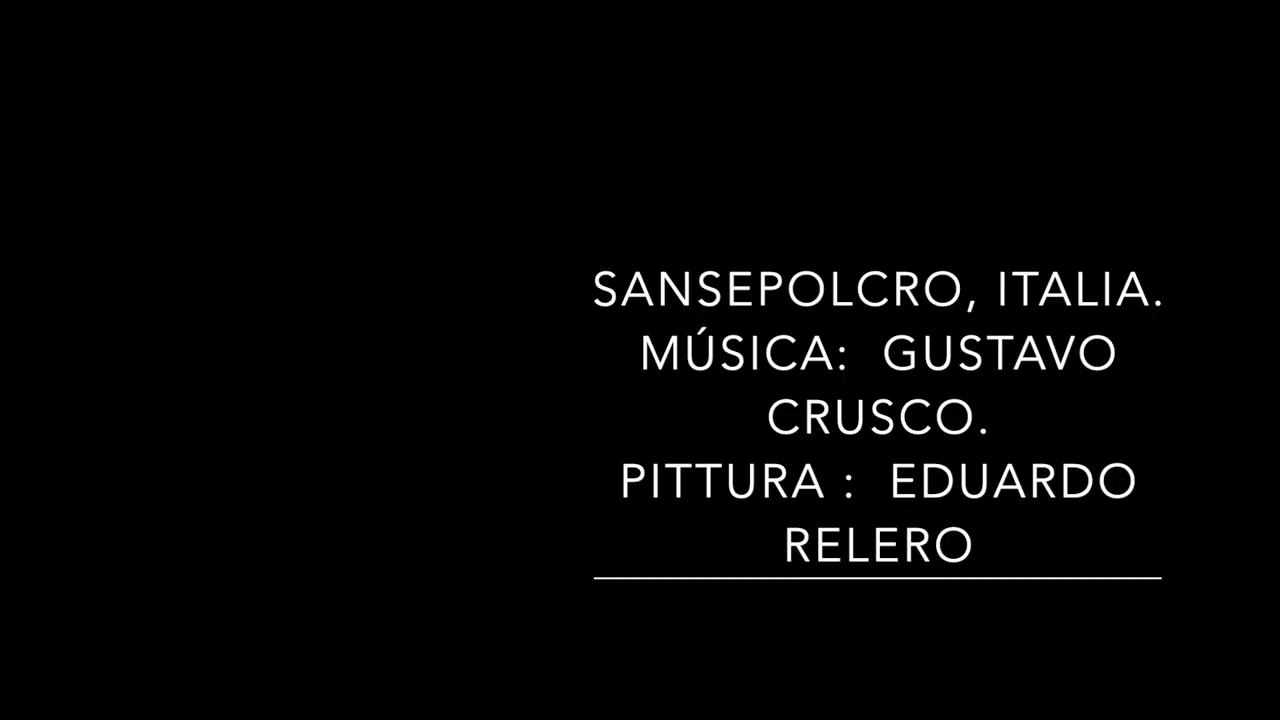 SANSEPOLCRO, ITALIA.
MÚSICA: GUSTAVO
CRUSCO.
PITTURA : EDUARDO
RELERO